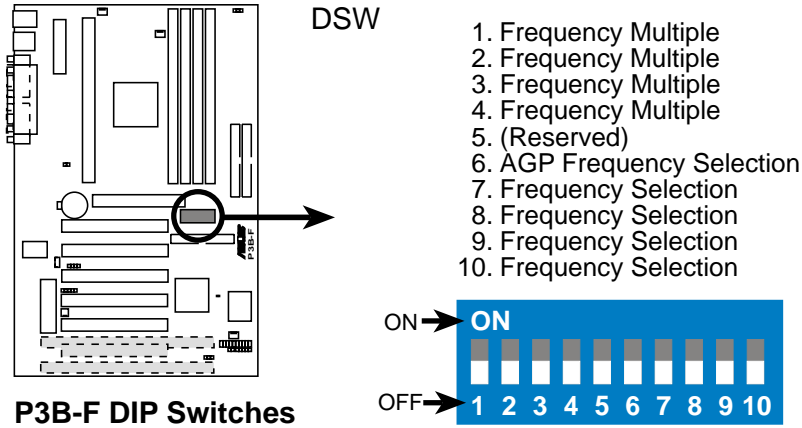 DSW
1. Frequency Multiple
2. Frequency Multiple
3. Frequency Multiple
4. Frequency Multiple
5. (Reserved)
6. AGP Frequency Selection
7. Frequency Selection
8. Frequency Selection
9. Frequency Selection
10. Frequency Selection
ASUS
P3B-F
ON
ON
OFF
1 2 3 4 5 6 7 8 9 10
P3B-F DIP Switches